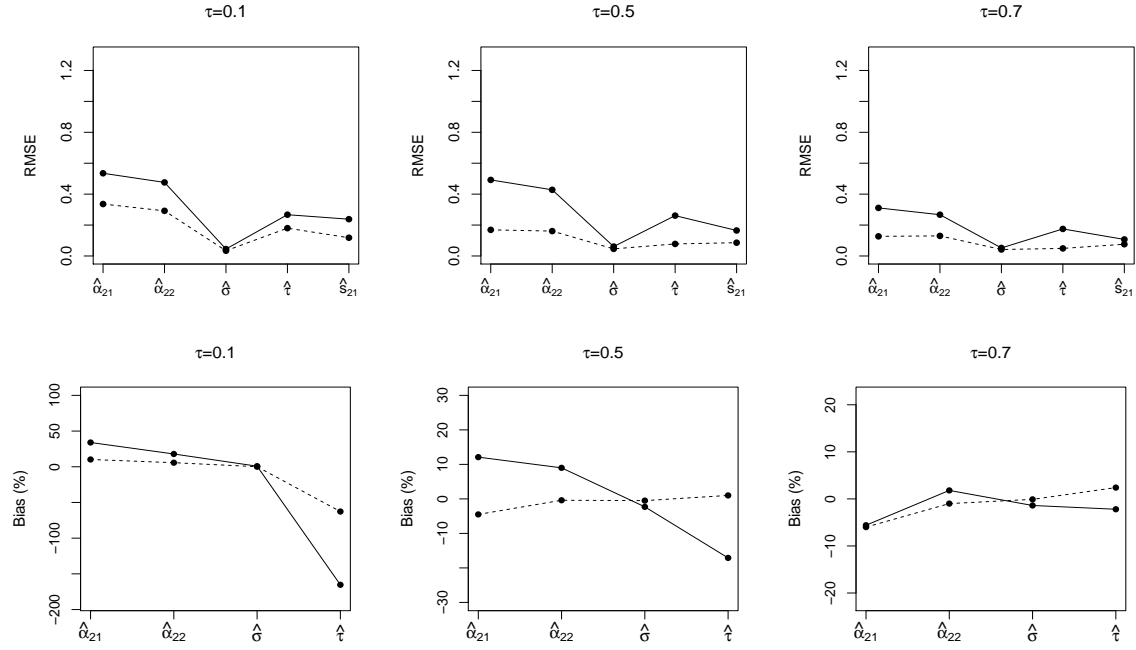 τ=0.1
τ=0.5
τ=0.7
RMSE
0.0 0.4 0.8 1.2
α̂₂₁ α̂₂₂ σ̂ τ̂ ŝ₂₁
RMSE
0.0 0.4 0.8 1.2
α̂₂₁ α̂₂₂ σ̂ τ̂ ŝ₂₁
RMSE
0.0 0.4 0.8 1.2
α̂₂₁ α̂₂₂ σ̂ τ̂ ŝ₂₁
τ=0.1
τ=0.5
τ=0.7
Bias (%)
−200 −100 0 50 100
α̂₂₁ α̂₂₂ σ̂ τ̂
Bias (%)
−30 −10 0 10 20 30
α̂₂₁ α̂₂₂ σ̂ τ̂
Bias (%)
−20 −10 0 10 20
α̂₂₁ α̂₂₂ σ̂ τ̂